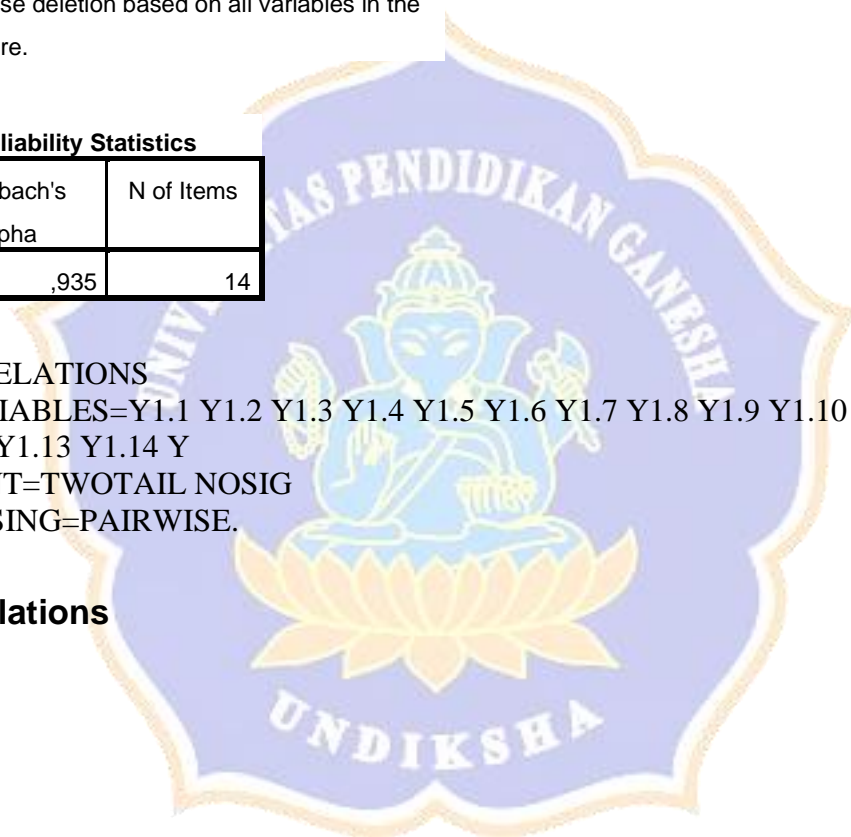 se deletion based on all variables in the
re.
liability Statistics
bach's N of Items
pha
,935 14
UNIVERSITAS PENDIDIKAN GANESHA
ELATIONS
IABLES=Y1.1 Y1.2 Y1.3 Y1.4 Y1.5 Y1.6 Y1.7 Y1.8 Y1.9 Y1.10
Y1.13 Y1.14 Y
NT=TWOTAIL NOSIG
SING=PAIRWISE.
lations
UNDIKSHA